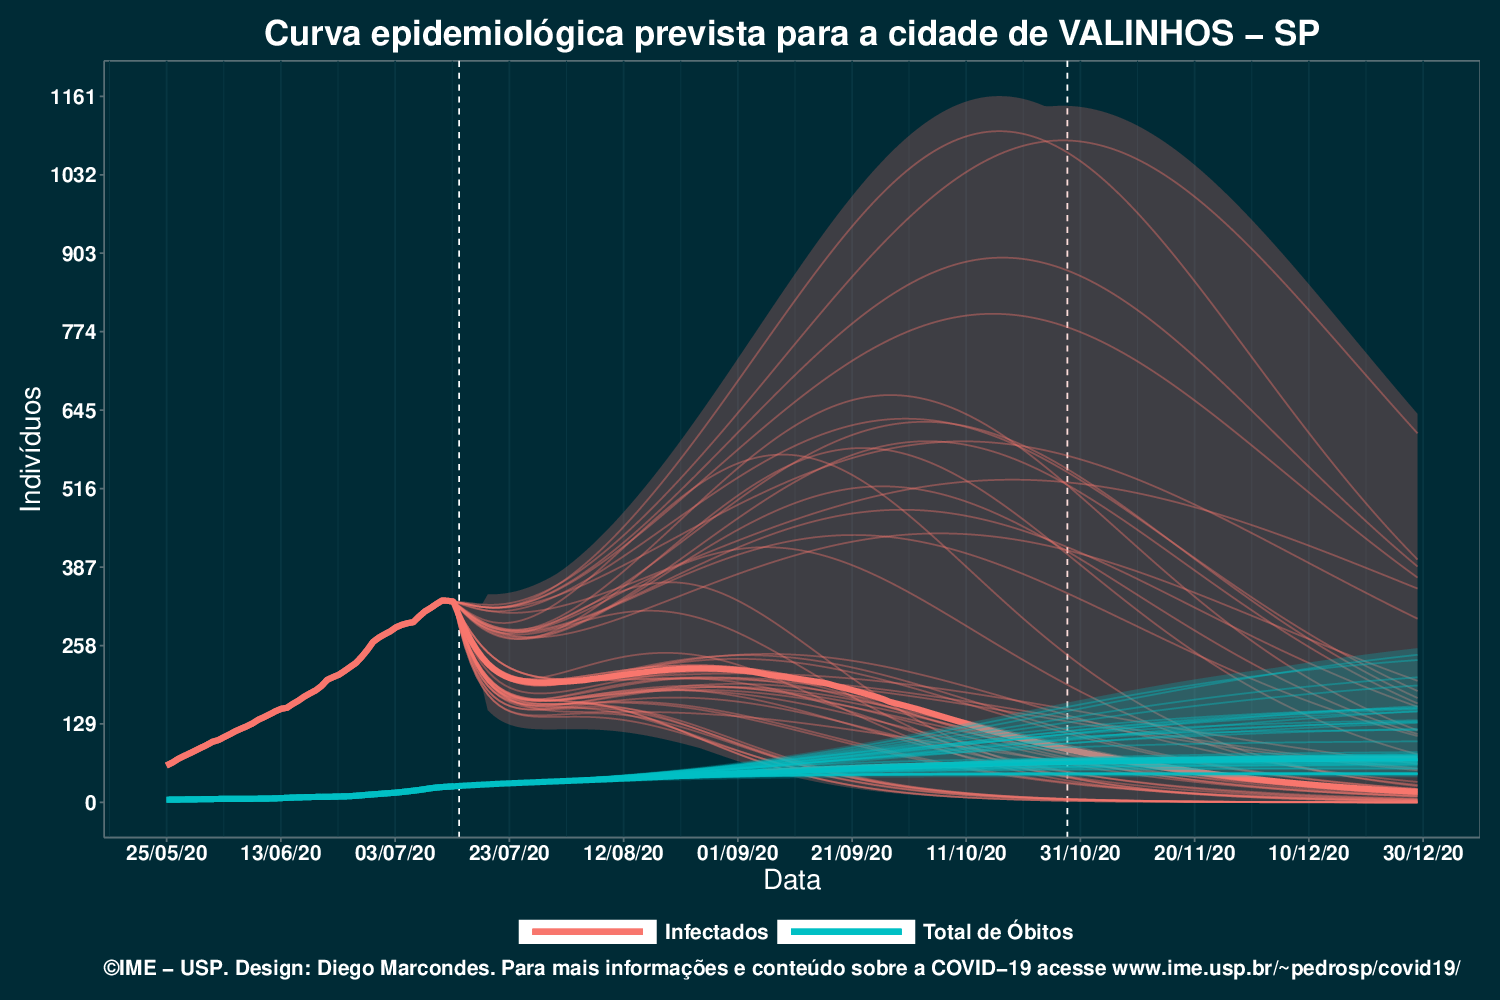 Curva epidemiológica prevista para a cidade de VALINHOS – SP
1161
1032
903
774
645
516
387
258
129
0
Indivíduos
25/05/20 13/06/20 03/07/20 23/07/20 12/08/20 01/09/20 21/09/20 11/10/20 31/10/20 20/11/20 10/12/20 30/12/20
Data
Infectados Total de Óbitos
©IME – USP. Design: Diego Marcondes. Para mais informações e conteúdo sobre a COVID–19 acesse www.ime.usp.br/~pedrosp/covid19/